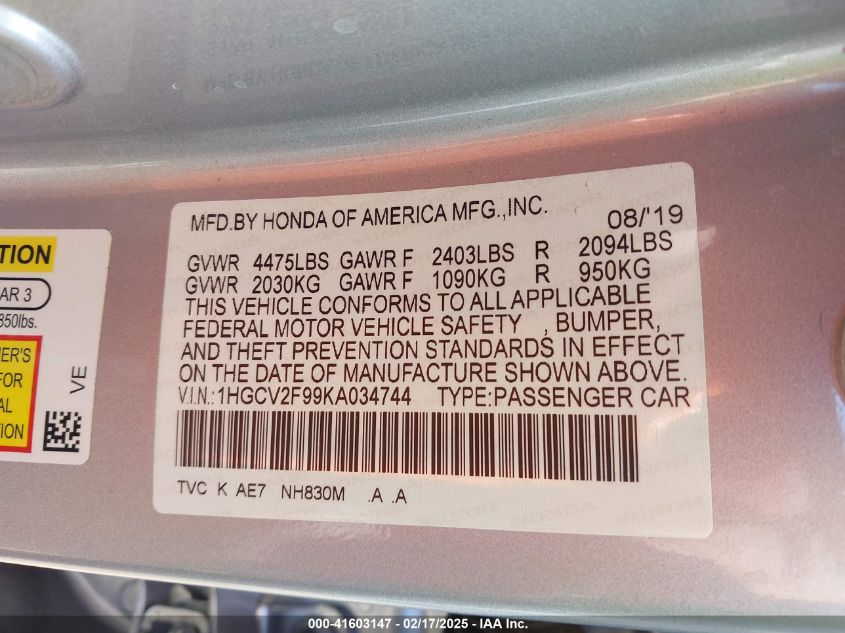 MFD.BY HONDA OF AMERICA MFG.,INC. 08/'19
GVWR 4475LBS GAWR F 2403LBS R 2094LBS
GVWR 2030KG GAWR F 1090KG R 950KG
THIS VEHICLE CONFORMS TO ALL APPLICABLE
FEDERAL MOTOR VEHICLE SAFETY , BUMPER,
AND THEFT PREVENTION STANDARDS IN EFFECT
ON THE DATE OF MANUFACTURE SHOWN ABOVE.
V.I.N.:1HGCV2F99KA034744 TYPE:PASSENGER CAR
TVC K AE7 NH830M .A .A
TION
AR 3
850lbs.
ER'S
FOR
AL
TION
VE
000-41603147 - 02/17/2025 - IAA Inc.